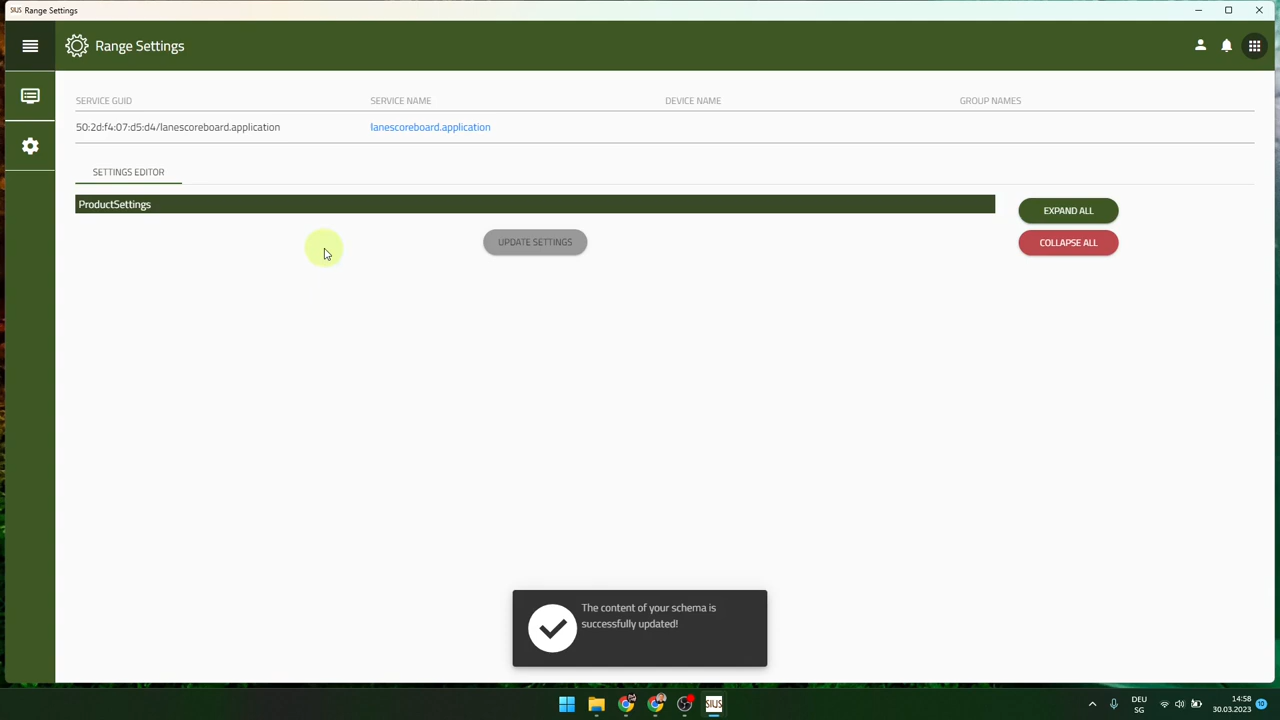 SIUS Range Settings
Range Settings
SERVICE GUID SERVICE NAME DEVICE NAME GROUP NAMES
50:2d:f4:07:d5:d4/lanescoreboard.application lanescoreboard.application
SETTINGS EDITOR
ProductSettings
EXPAND ALL
UPDATE SETTINGS
COLLAPSE ALL
The content of your schema is
successfully updated!
SIUS
DEU
SG
14:58
30.03.2023
10